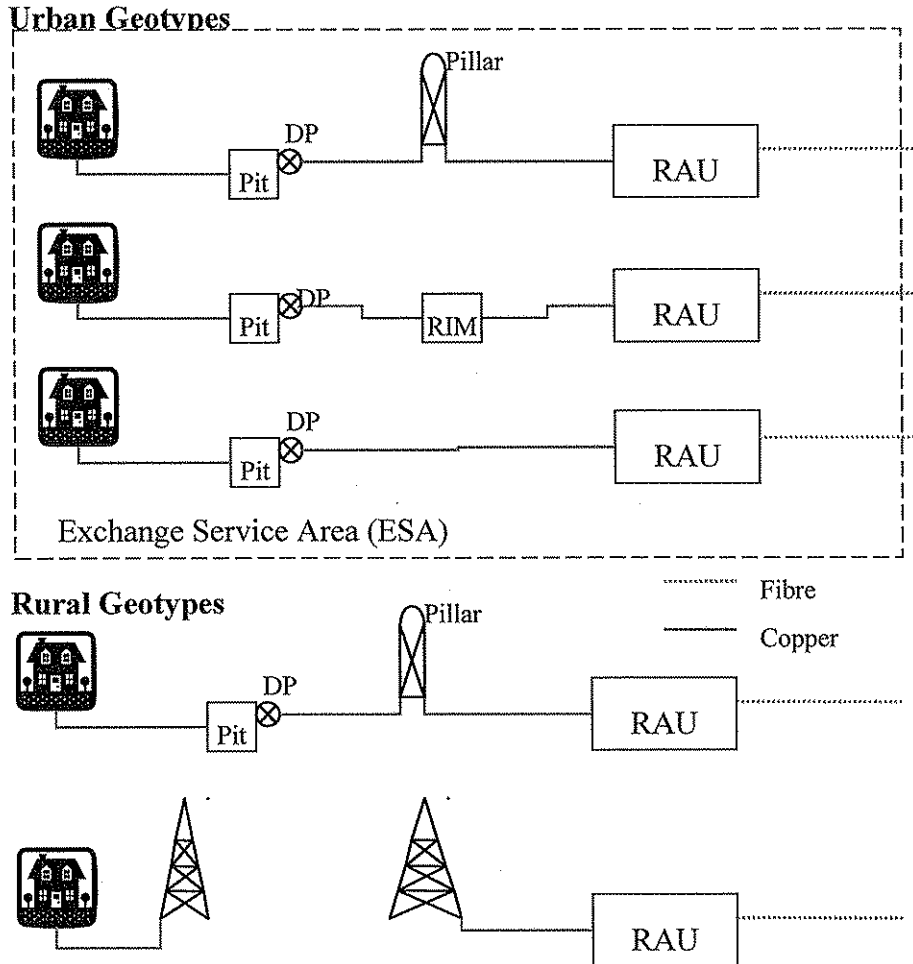 Urban Geotypes
Pillar
DP
Pit
RAU
DP
Pit
RIM
RAU
DP
Pit
RAU
Exchange Service Area (ESA)
Fibre
Rural Geotypes
Pillar
Copper
DP
Pit
RAU
RAU